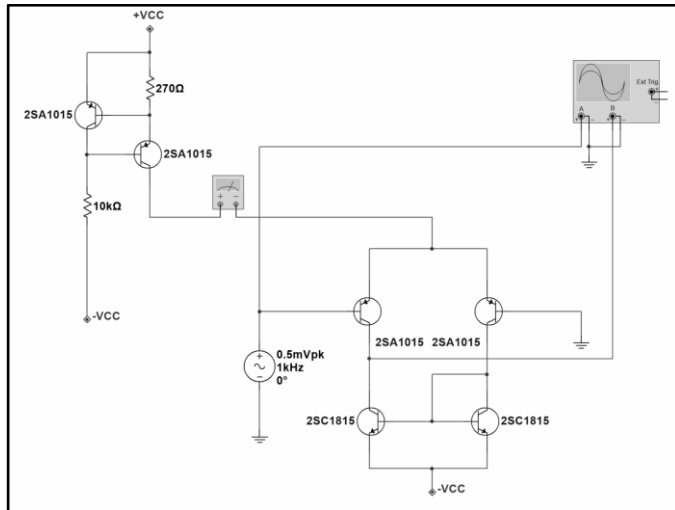 +VCC
270Ω
2SA1015
2SA1015
10kΩ
-VCC
Ext Trig
A
B
2SA1015 2SA1015
0.5mVpk
1kHz
0°
2SC1815
2SC1815
-VCC